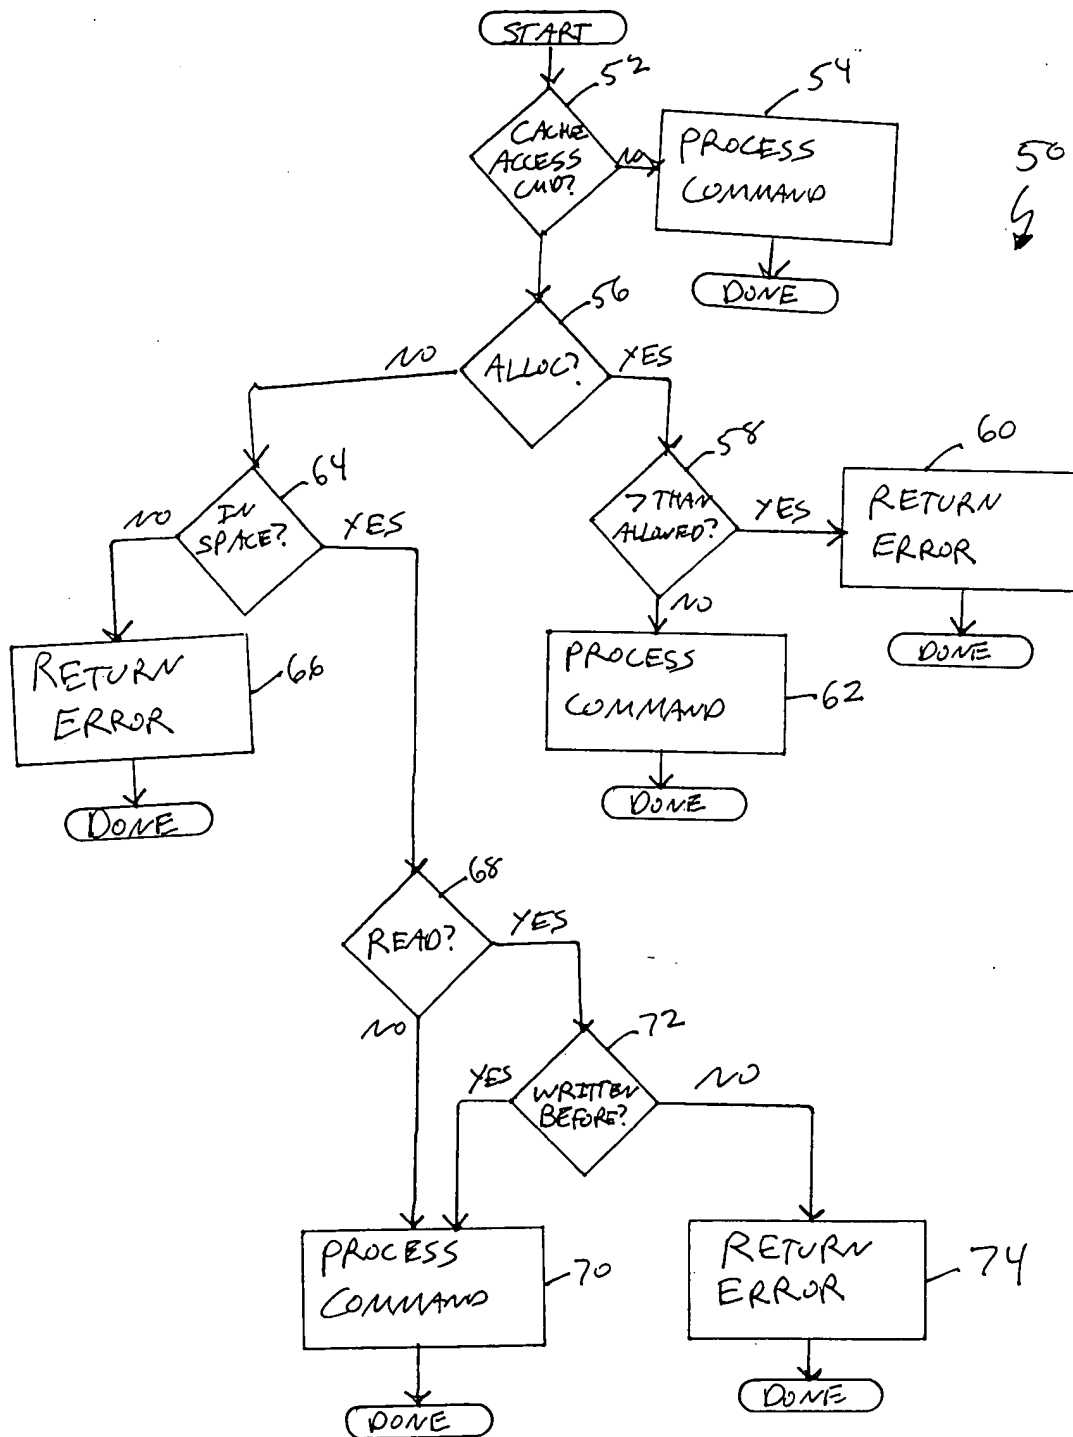 START
52
CACHE
ACCESS
CMD?
NO
54
PROCESS
COMMAND
50
DONE
56
ALLOC?
NO
YES
58
> THAN
ALLOWED?
YES
60
RETURN
ERROR
DONE
NO
PROCESS
COMMAND
62
DONE
64
IN
SPACE?
NO
YES
RETURN
ERROR
66
DONE
68
READ?
YES
NO
72
WRITTEN
BEFORE?
YES
NO
PROCESS
COMMAND
70
DONE
RETURN
ERROR
74
DONE